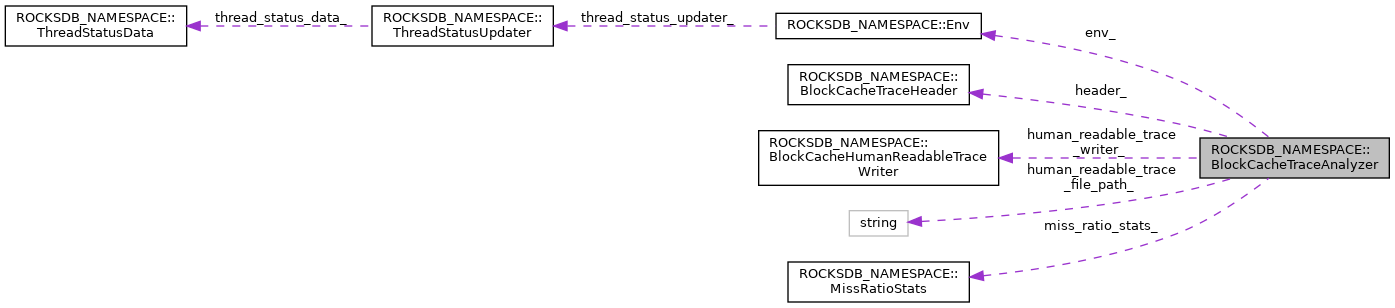 ROCKSDB_NAMESPACE::
ThreadStatusData
thread_status_data_
ROCKSDB_NAMESPACE::
ThreadStatusUpdater
thread_status_updater_
ROCKSDB_NAMESPACE::Env
env_
ROCKSDB_NAMESPACE::
BlockCacheTraceHeader
header_
ROCKSDB_NAMESPACE::
BlockCacheHumanReadableTrace
Writer
human_readable_trace
_writer_
human_readable_trace
_file_path_
ROCKSDB_NAMESPACE::
BlockCacheTraceAnalyzer
string
miss_ratio_stats_
ROCKSDB_NAMESPACE::
MissRatioStats